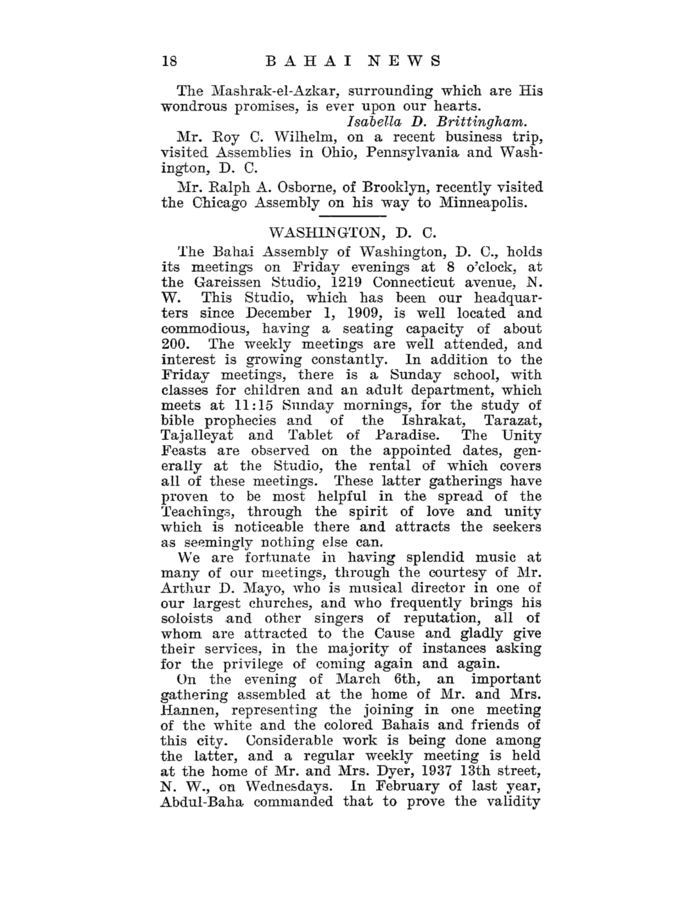 18 BAHAI NEWS
The Mashrak-el-Azkar, surrounding which are His
wondrous promises, is ever upon our hearts.
Isabella D. Brittingham.
Mr. Roy C. Wilhelm, on a recent business trip,
visited Assemblies in Ohio, Pennsylvania and Wash-
ington, D. C.
Mr. Ralph A. Osborne, of Brooklyn, recently visited
the Chicago Assembly on his way to Minneapolis.
WASHINGTON, D. C.
The Bahai Assembly of Washington, D. C., holds
its meetings on Friday evenings at 8 o'clock, at
the Gareissen Studio, 1219 Connecticut avenue, N.
W. This Studio, which has been our headquar-
ters since December 1, 1909, is well located and
commodious, having a seating capacity of about
200. The weekly meetings are well attended, and
interest is growing constantly. In addition to the
Friday meetings, there is a Sunday school, with
classes for children and an adult department, which
meets at 11:15 Sunday mornings, for the study of
bible prophecies and of the Ishrakat, Tarazat,
Tajalleyat and Tablet of Paradise. The Unity
Feasts are observed on the appointed dates, gen-
erally at the Studio, the rental of which covers
all of these meetings. These latter gatherings have
proven to be most helpful in the spread of the
Teachings, through the spirit of love and unity
which is noticeable there and attracts the seekers
as seemingly nothing else can.
We are fortunate in having splendid music at
many of our meetings, through the courtesy of Mr.
Arthur D. Mayo, who is musical director in one of
our largest churches, and who frequently brings his
soloists and other singers of reputation, all of
whom are attracted to the Cause and gladly give
their services, in the majority of instances asking
for the privilege of coming again and again.
On the evening of March 6th, an important
gathering assembled at the home of Mr. and Mrs.
Hannen, representing the joining in one meeting
of the white and the colored Bahais and friends of
this city. Considerable work is being done among
the latter, and a regular weekly meeting is held
at the home of Mr. and Mrs. Dyer, 1937 13th street,
N. W., on Wednesdays. In February of last year,
Abdul-Baha commanded that to prove the validity